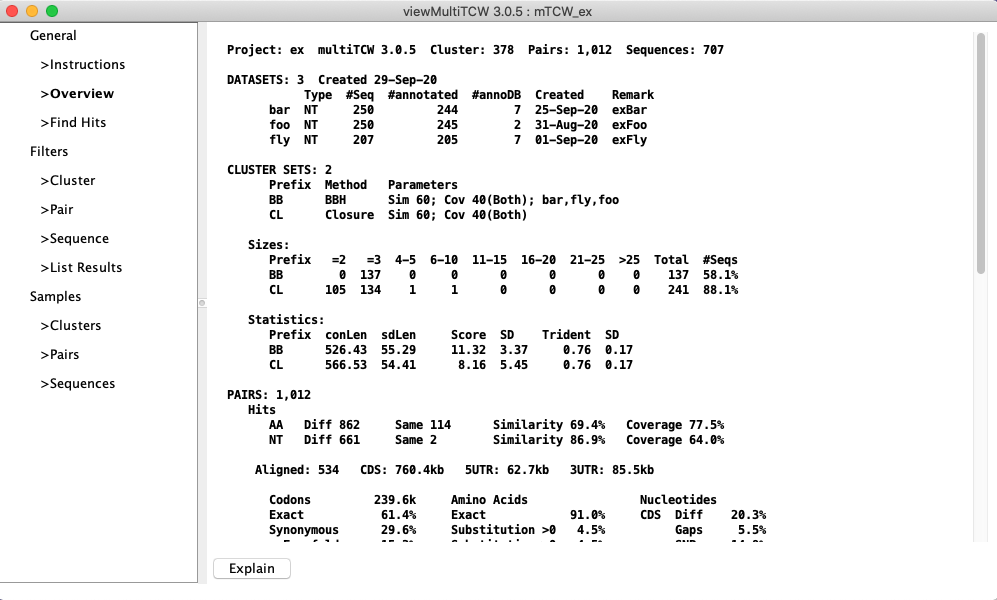 viewMultiTCW 3.0.5 : mTCW_ex
General
>Instructions
>Overview
>Find Hits
Filters
>Cluster
>Pair
>Sequence
>List Results
Samples
>Clusters
>Pairs
>Sequences
Project: ex  multiTCW 3.0.5  Cluster: 378  Pairs: 1,012  Sequences: 707
DATASETS: 3  Created 29-Sep-20
Type  #Seq  #annotated  #annoDB  Created    Remark
bar  NT    250         244        7  25-Sep-20  exBar
foo  NT    250         245        2  31-Aug-20  exFoo
fly  NT    207         205        7  01-Sep-20  exFly
CLUSTER SETS: 2
Prefix  Method   Parameters
BB      BBH      Sim 60; Cov 40(Both); bar,fly,foo
CL      Closure  Sim 60; Cov 40(Both)
Sizes:
Prefix   =2   =3  4-5  6-10  11-15  16-20  21-25  >25  Total  #Seqs
BB        0  137    0     0      0      0      0    0    137  58.1%
CL      105  134    1     1      0      0      0    0    241  88.1%
Statistics:
Prefix  conLen  sdLen     Score  SD    Trident  SD
BB      526.43  55.29     11.32  3.37     0.76  0.17
CL      566.53  54.41      8.16  5.45     0.76  0.17
PAIRS: 1,012
Hits
AA   Diff 862     Same 114      Similarity 69.4%   Coverage 77.5%
NT   Diff 661     Same 2        Similarity 86.9%   Coverage 64.0%
Aligned: 534   CDS: 760.4kb   5UTR: 62.7kb   3UTR: 85.5kb
Codons         239.6k     Amino Acids                Nucleotides
Exact           61.4%     Exact            91.0%     CDS  Diff    20.3%
Synonymous      29.6%     Substitution >0   4.5%          Gaps     5.5%
Explain